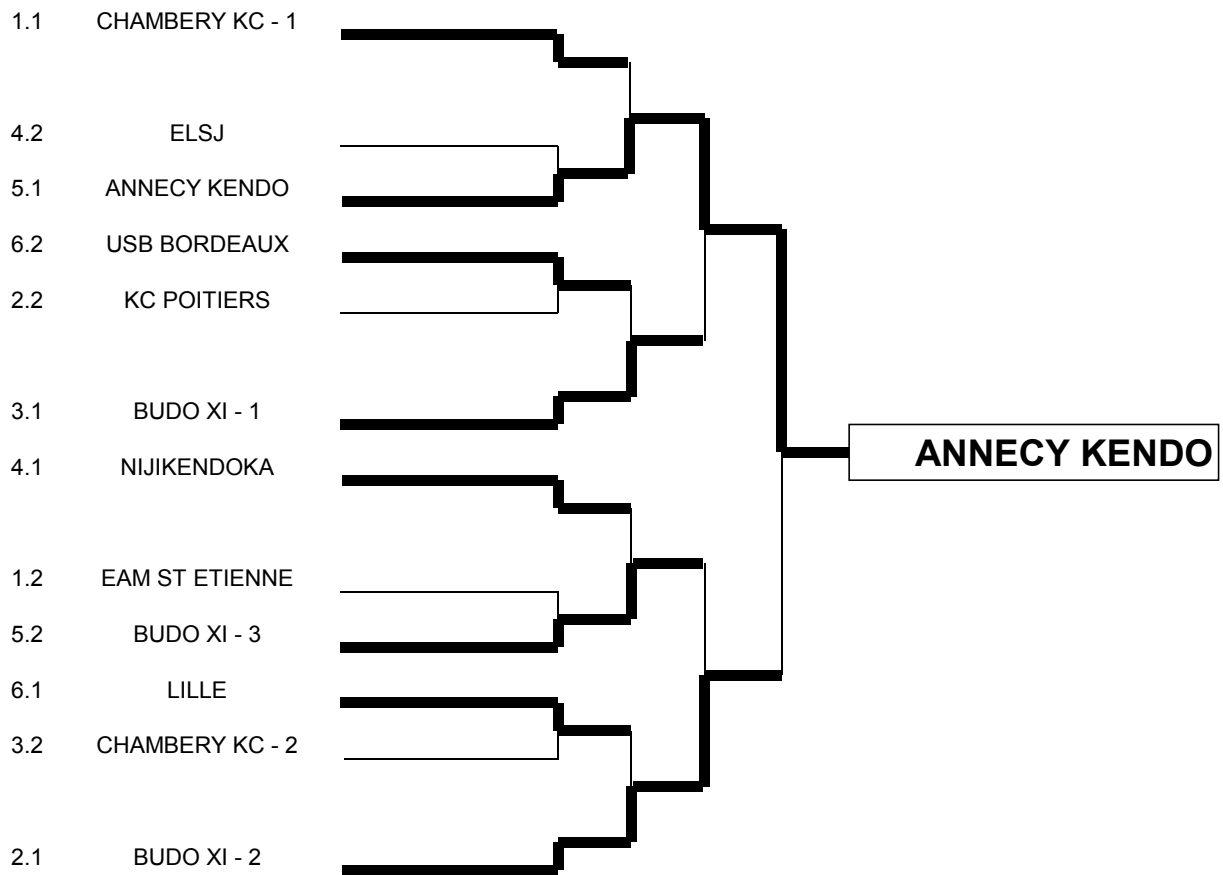 1.1 CHAMBERY KC - 1
4.2 ELSJ
5.1 ANNECY KENDO
6.2 USB BORDEAUX
2.2 KC POITIERS
3.1 BUDO XI - 1
ANNECY KENDO
4.1 NIJIKENDOKA
1.2 EAM ST ETIENNE
5.2 BUDO XI - 3
6.1 LILLE
3.2 CHAMBERY KC - 2
2.1 BUDO XI - 2